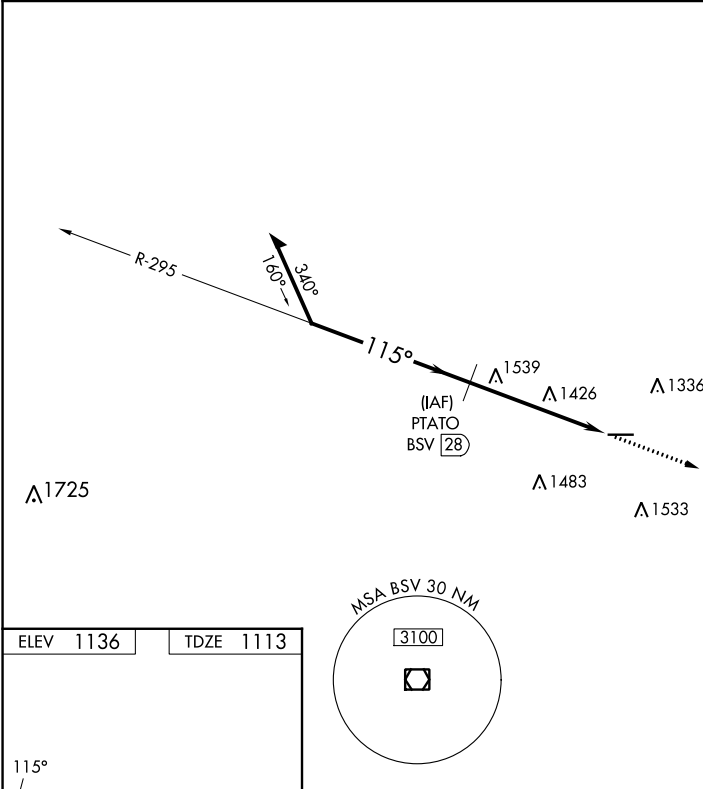 R-295
340°
160°
115°
1539
1426
1336
(IAF)
PTATO
BSV 28
1483
1725
1533
MSA BSV 30 NM
3100
ELEV 1136
TDZE 1113
115°